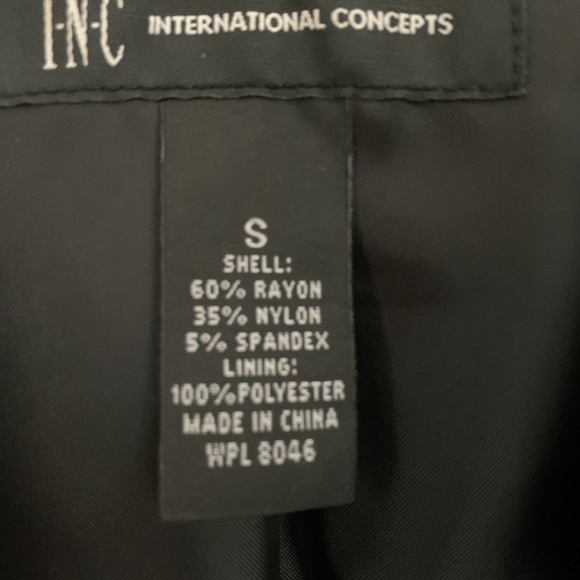 I·N·C INTERNATIONAL CONCEPTS
S
SHELL:
60% RAYON
35% NYLON
5% SPANDEX
LINING:
100%POLYESTER
MADE IN CHINA
WPL 8046